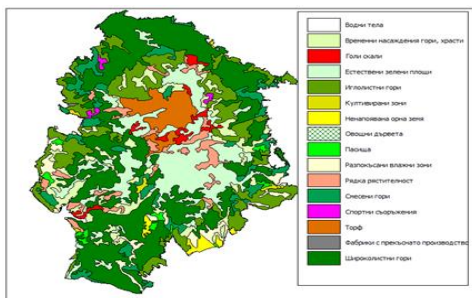 Водни тела
Временни насаждения гори, храсти
Голи скали
Естествени зелени площи
Иглолистни гори
Култивирани зони
Ненапоявана орна земя
Овощни дървета
Пасища
Разпокъсани влажни зони
Рядка растителност
Смесени гори
Спортни съоръжения
Торф
Фабрики с прекъснато производство
Широколистни гори